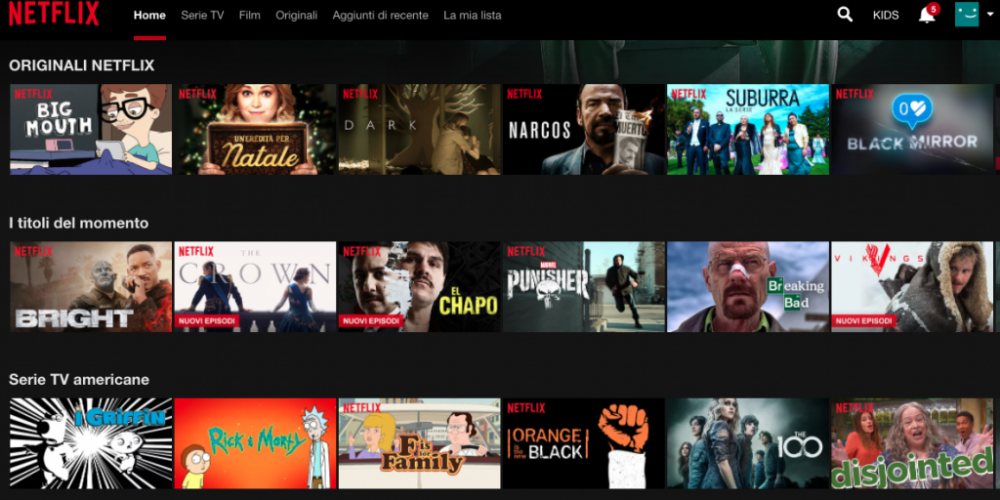 NETFLIX
Home Serie TV Film Originali Aggiunti di recente La mia lista KIDS 5
ORIGINALI NETFLIX
NETFLIX
BIG
MOUTH
NETFLIX
UN'EREDITÀ PER
Natale
NETFLIX
DARK
NETFLIX
NARCOS
MUERTO
NETFLIX
SUBURRA
LA SERIE
NETFLIX
0
BLACK MIRROR
I titoli del momento
NETFLIX
BRIGHT
NETFLIX
THE
CROWN
NUOVI EPISODI
NETFLIX
EL
CHAPO
NUOVI EPISODI
NETFLIX
MARVEL
PUNISHER
Breaking
Bad
VIKINGS
NUOVI EPISODI
Serie TV americane
I GRIFFIN
RICK & MORTY
NETFLIX
F is
for
Family
NETFLIX
ORANGE
IS THE NEW
BLACK
THE
100
NETFLIX
disjointed